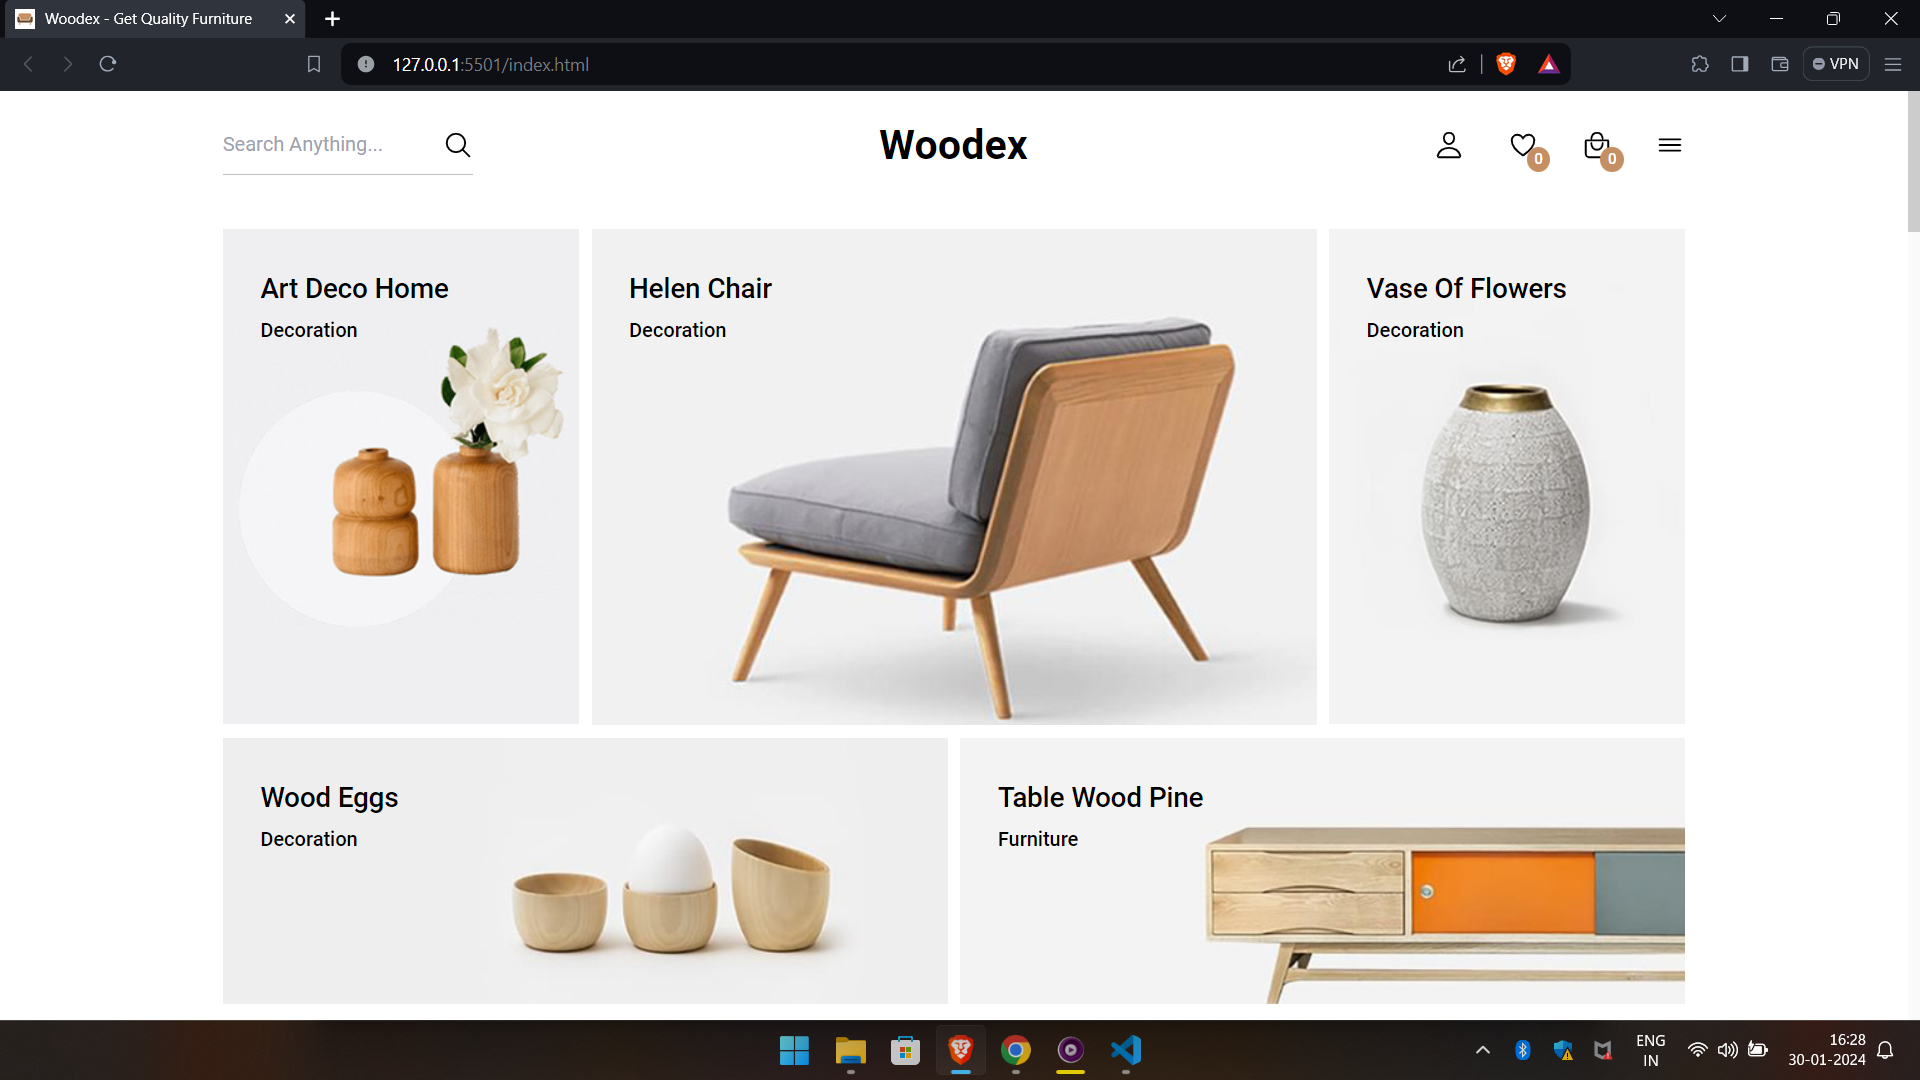 Woodex - Get Quality Furniture
127.0.0.1:5501/index.html
VPN
Search Anything...
Woodex
0
0
Art Deco Home
Decoration
Helen Chair
Decoration
Vase Of Flowers
Decoration
Wood Eggs
Decoration
Table Wood Pine
Furniture
ENG
IN
16:28
30-01-2024